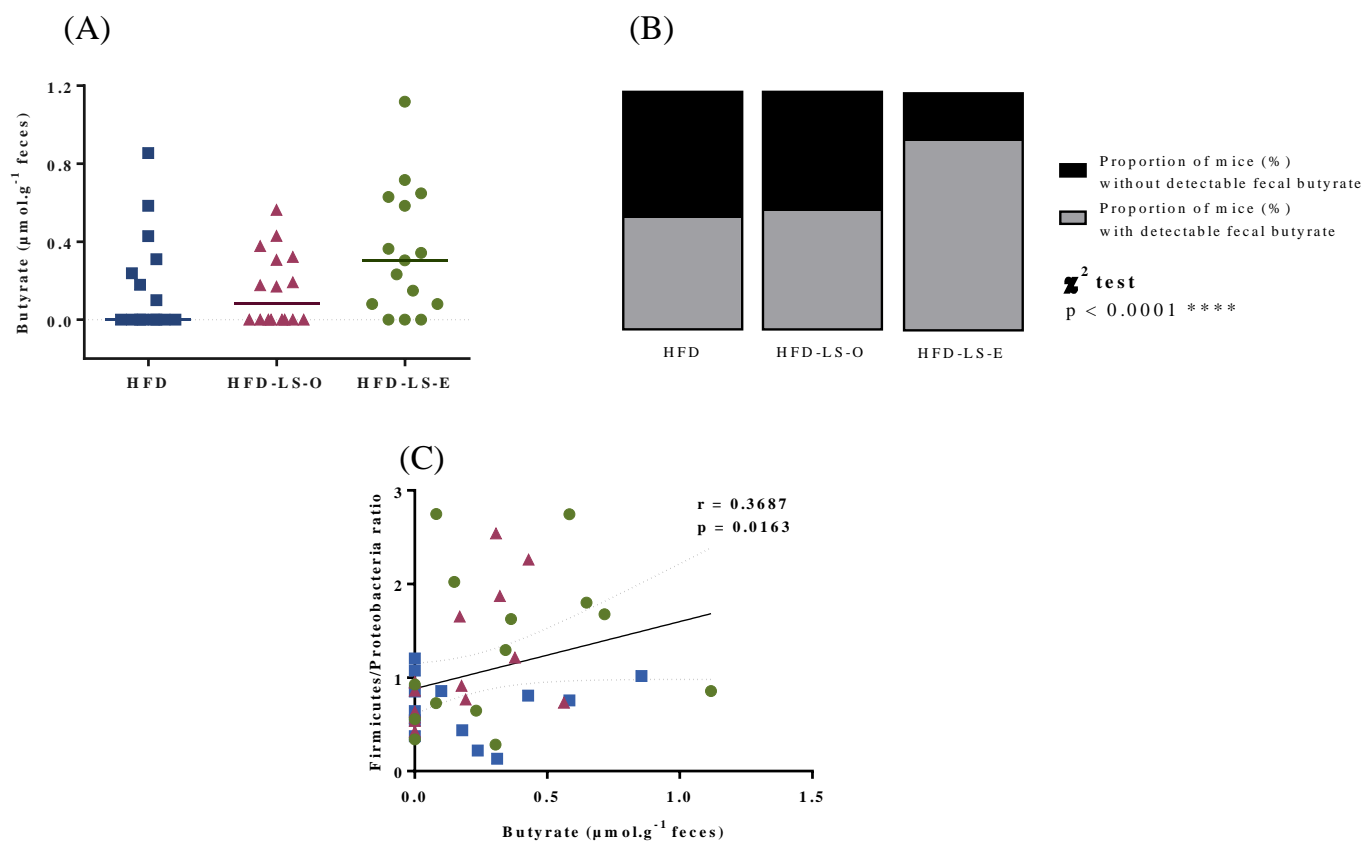 (A)
Butyrate (µmol.g⁻¹ feces)
1.2
0.8
0.4
0.0
HFD HFD-LS-O HFD-LS-E
(B)
HFD HFD-LS-O HFD-LS-E
Proportion of mice (%)
without detectable fecal butyrate
Proportion of mice (%)
with detectable fecal butyrate
χ² test
p < 0.0001 ****
(C)
Firmicutes/Proteobacteria ratio
3
2
1
0
r = 0.3687
p = 0.0163
0.0 0.5 1.0 1.5
Butyrate (µmol.g⁻¹ feces)